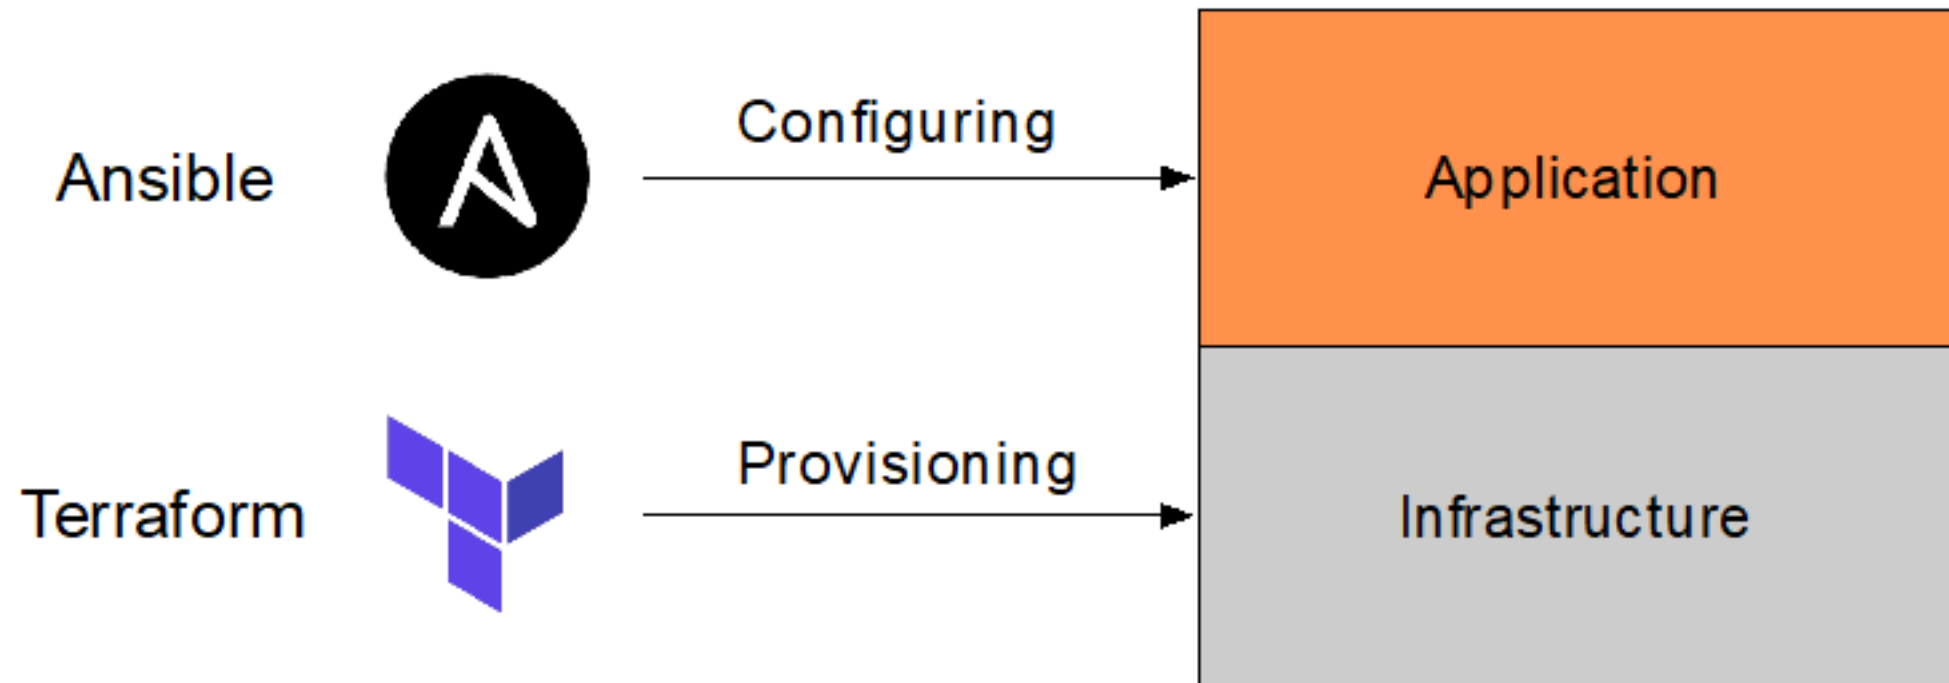 Configuring
Ansible
Application
Provisioning
Terraform
Infrastructure